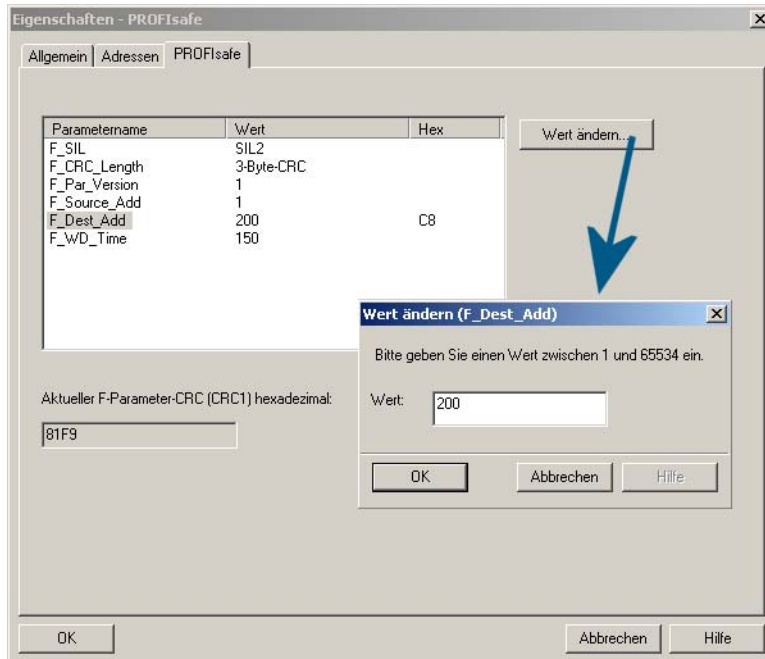 Eigenschaften - PROFIsafe
Allgemein Adressen PROFIsafe
Parametername Wert Hex
F_SIL SIL2
F_CRC_Length 3-Byte-CRC
F_Par_Version 1
F_Source_Add 1
F_Dest_Add 200 C8
F_WD_Time 150
Wert ändern...
Wert ändern (F_Dest_Add)
Bitte geben Sie einen Wert zwischen 1 und 65534 ein.
Wert: 200
OK Abbrechen Hilfe
Aktueller F-Parameter-CRC (CRC1) hexadezimal:
81F9
OK Abbrechen Hilfe